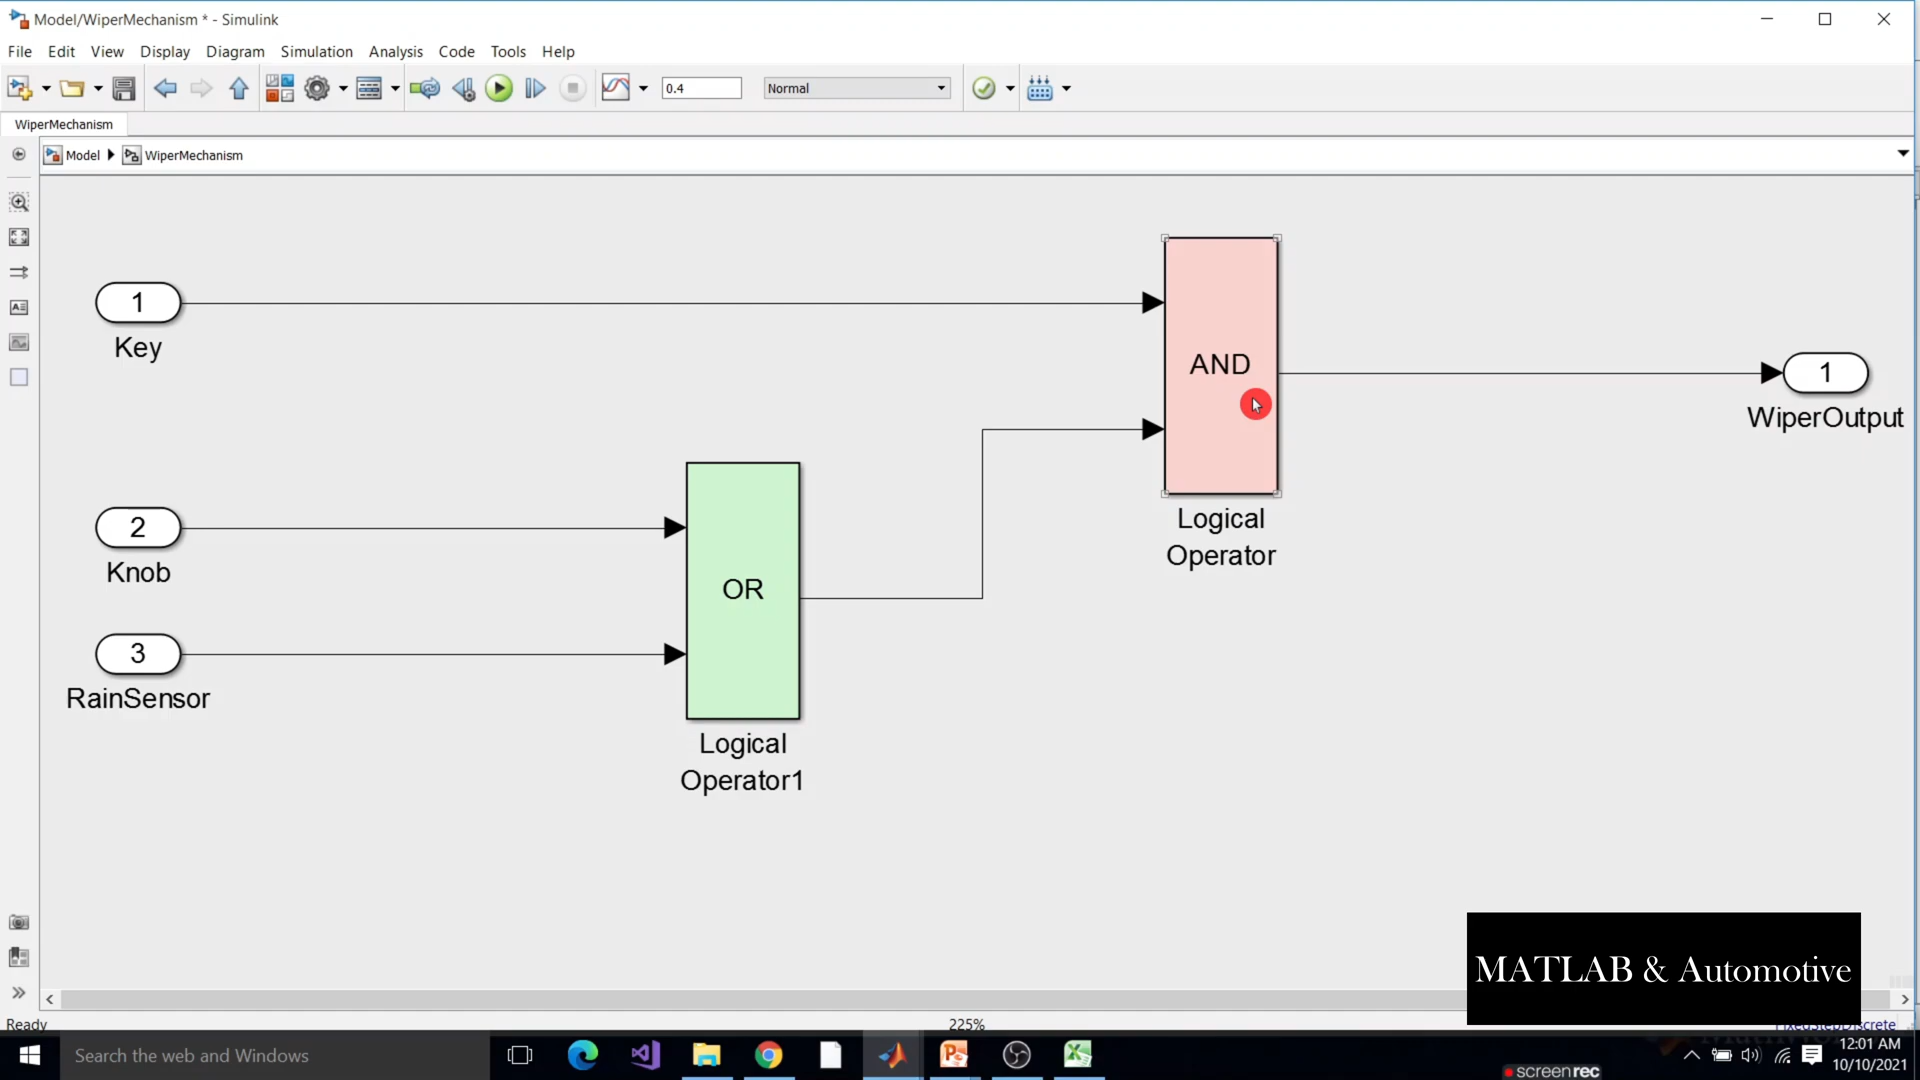 Model/WiperMechanism * - Simulink
File Edit View Display Diagram Simulation Analysis Code Tools Help
0.4 Normal
WiperMechanism
Model WiperMechanism
1
Key
AND
1
WiperOutput
Logical
Operator
2
Knob
OR
3
RainSensor
Logical
Operator1
MATLAB & Automotive
Ready 225%
Search the web and Windows
12:01 AM
10/10/2021
screenrec